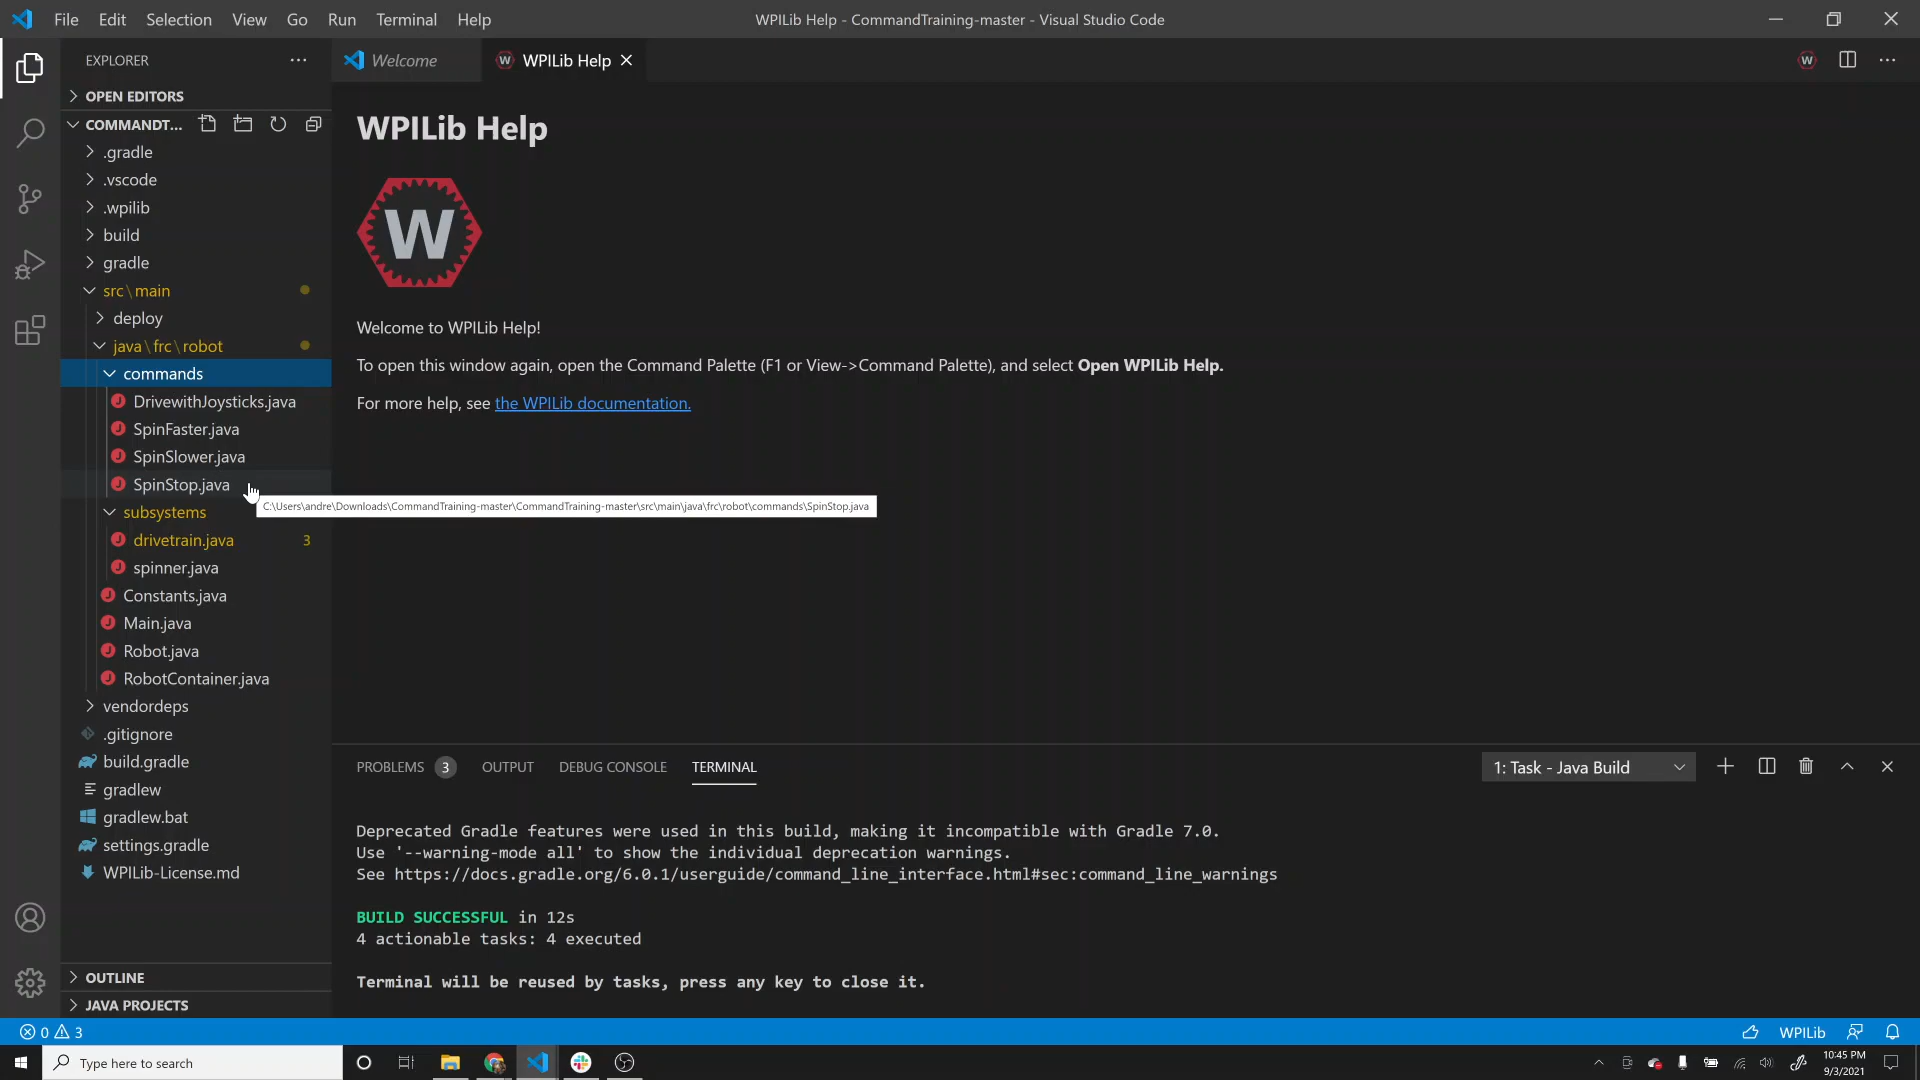 File Edit Selection View Go Run Terminal Help
WPILib Help - CommandTraining-master - Visual Studio Code
EXPLORER
Welcome
W WPILib Help
W
OPEN EDITORS
COMMANDT...
.gradle
.vscode
.wpilib
build
gradle
src\main
deploy
java\frc\robot
commands
DrivewithJoysticks.java
SpinFaster.java
SpinSlower.java
SpinStop.java
subsystems
drivetrain.java 3
spinner.java
Constants.java
Main.java
Robot.java
RobotContainer.java
vendordeps
.gitignore
build.gradle
gradlew
gradlew.bat
settings.gradle
WPILib-License.md
OUTLINE
JAVA PROJECTS
WPILib Help
W
Welcome to WPILib Help!
To open this window again, open the Command Palette (F1 or View->Command Palette), and select Open WPILib Help.
For more help, see the WPILib documentation.
C:\Users\andre\Downloads\CommandTraining-master\CommandTraining-master\src\main\java\frc\robot\commands\SpinStop.java
PROBLEMS 3 OUTPUT DEBUG CONSOLE TERMINAL
1: Task - Java Build
Deprecated Gradle features were used in this build, making it incompatible with Gradle 7.0.
Use '--warning-mode all' to show the individual deprecation warnings.
See https://docs.gradle.org/6.0.1/userguide/command_line_interface.html#sec:command_line_warnings
BUILD SUCCESSFUL in 12s
4 actionable tasks: 4 executed
Terminal will be reused by tasks, press any key to close it.
0 3
WPILib
Type here to search
10:45 PM
9/3/2021